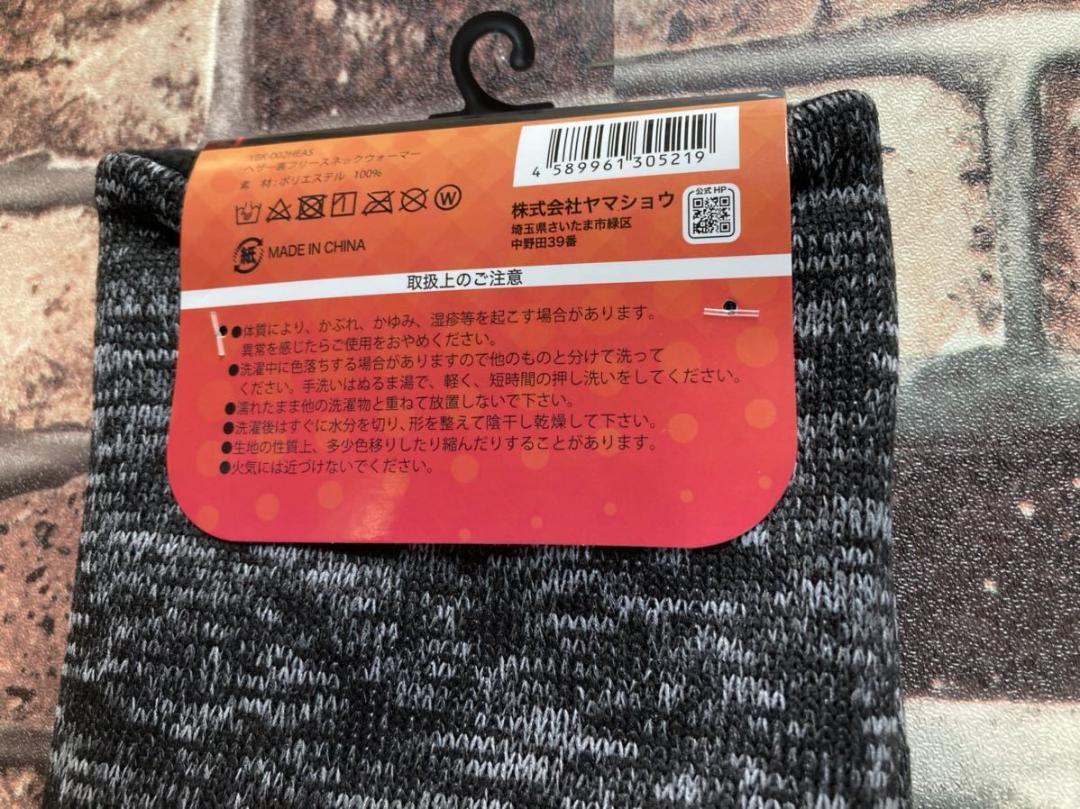 YBK-002HEAS
ヘザー裏フリースネックウォーマー
素 材:ポリエステル 100%
W
紙 MADE IN CHINA
4 589961 305219
株式会社ヤマショウ
埼玉県さいたま市緑区
中野田39番
公式HP
取扱上のご注意
●体質により、かぶれ、かゆみ、湿疹等を起こす場合があります。
異常を感じたらご使用をおやめください。
●洗濯中に色落ちする場合がありますので他のものと分けて洗って
ください。手洗いはぬるま湯で、軽く、短時間の押し洗いをしてください。
●濡れたまま他の洗濯物と重ねて放置しないで下さい。
●洗濯後はすぐに水分を切り、形を整えて陰干し乾燥して下さい。
●生地の性質上、多少色移りしたり縮んだりすることがあります。
●火気には近づけないでください。